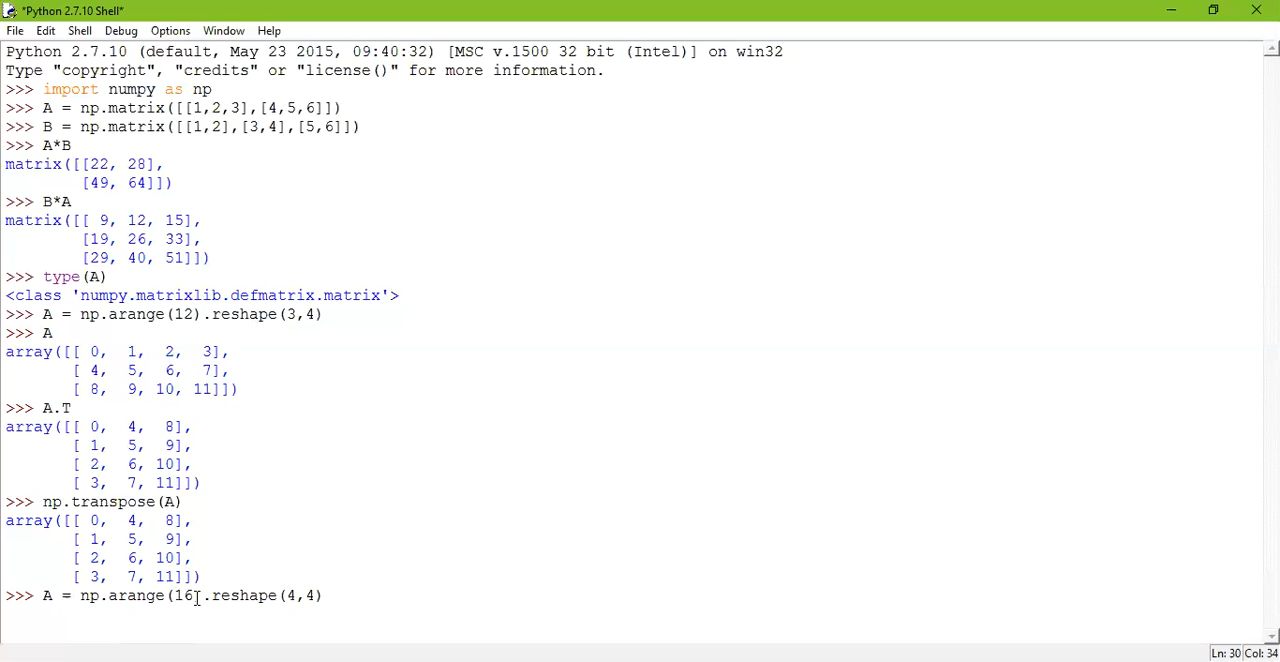 *Python 2.7.10 Shell*
File Edit Shell Debug Options Window Help
Python 2.7.10 (default, May 23 2015, 09:40:32) [MSC v.1500 32 bit (Intel)] on win32
Type "copyright", "credits" or "license()" for more information.
>>> import numpy as np
>>> A = np.matrix([[1,2,3],[4,5,6]])
>>> B = np.matrix([[1,2],[3,4],[5,6]])
>>> A*B
matrix([[22, 28],
        [49, 64]])
>>> B*A
matrix([[ 9, 12, 15],
        [19, 26, 33],
        [29, 40, 51]])
>>> type(A)
<class 'numpy.matrixlib.defmatrix.matrix'>
>>> A = np.arange(12).reshape(3,4)
>>> A
array([[ 0,  1,  2,  3],
       [ 4,  5,  6,  7],
       [ 8,  9, 10, 11]])
>>> A.T
array([[ 0,  4,  8],
       [ 1,  5,  9],
       [ 2,  6, 10],
       [ 3,  7, 11]])
>>> np.transpose(A)
array([[ 0,  4,  8],
       [ 1,  5,  9],
       [ 2,  6, 10],
       [ 3,  7, 11]])
>>> A = np.arange(16).reshape(4,4)
Ln: 30 Col: 34